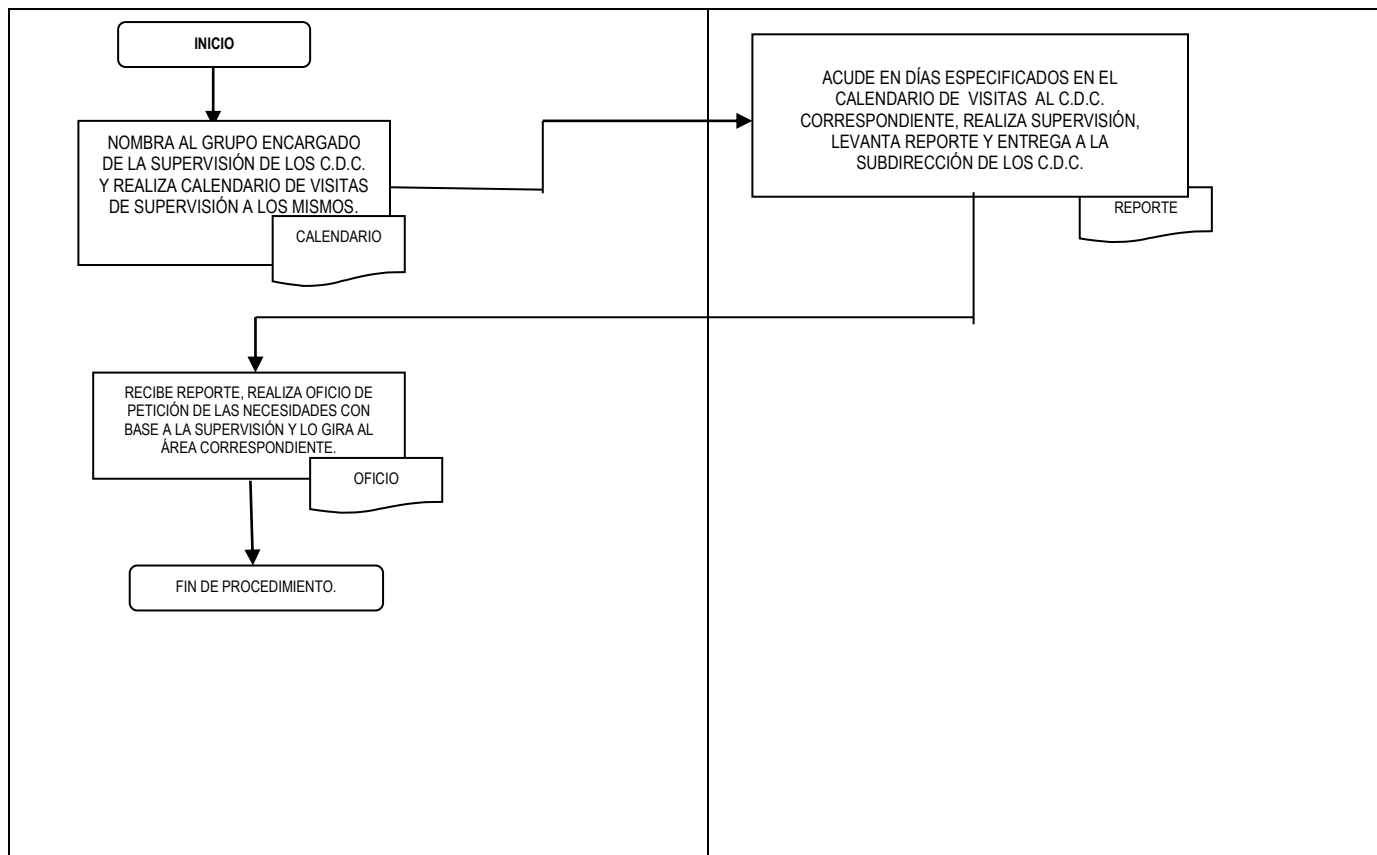 INICIO
NOMBRA AL GRUPO ENCARGADO
DE LA SUPERVISIÓN DE LOS C.D.C.
Y REALIZA CALENDARIO DE VISITAS
DE SUPERVISIÓN A LOS MISMOS.
CALENDARIO
ACUDE EN DÍAS ESPECIFICADOS EN EL
CALENDARIO DE VISITAS AL C.D.C.
CORRESPONDIENTE, REALIZA SUPERVISIÓN,
LEVANTA REPORTE Y ENTREGA A LA
SUBDIRECCIÓN DE LOS C.D.C.
REPORTE
RECIBE REPORTE, REALIZA OFICIO DE
PETICIÓN DE LAS NECESIDADES CON
BASE A LA SUPERVISIÓN Y LO GIRA AL
ÁREA CORRESPONDIENTE.
OFICIO
FIN DE PROCEDIMIENTO.